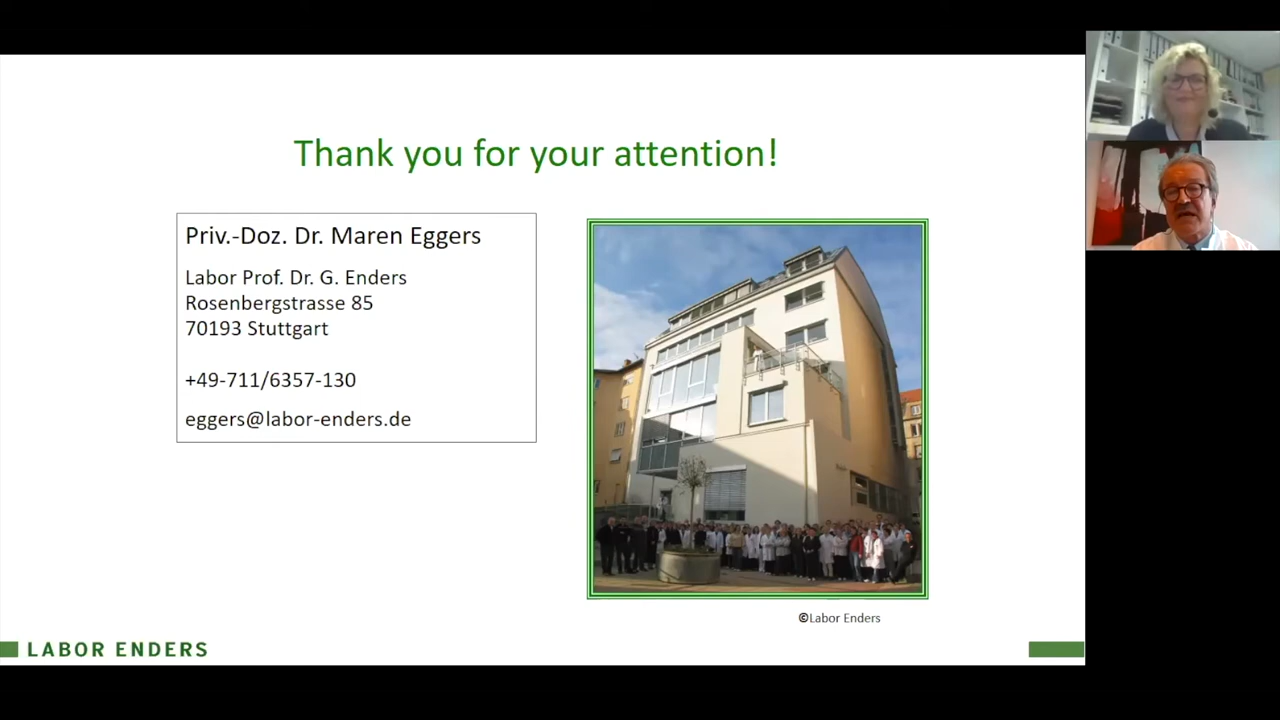 Thank you for your attention!
Priv.-Doz. Dr. Maren Eggers
Labor Prof. Dr. G. Enders
Rosenbergstrasse 85
70193 Stuttgart
+49-711/6357-130
eggers@labor-enders.de
©Labor Enders
LABOR ENDERS